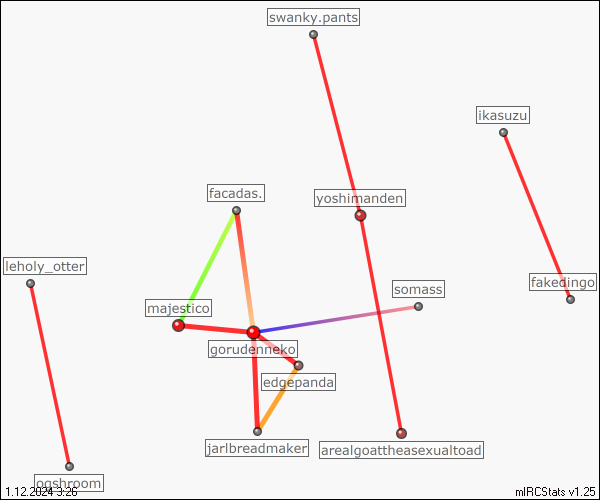 swanky.pants
ikasuzu
facadas.
yoshimanden
leholy_otter
fakedingo
somass
majestico
gorudenneko
edgepanda
jarlbreadmaker
arealgoattheasexualtoad
ogshroom
1.12.2024 3:26
mIRCStats v1.25